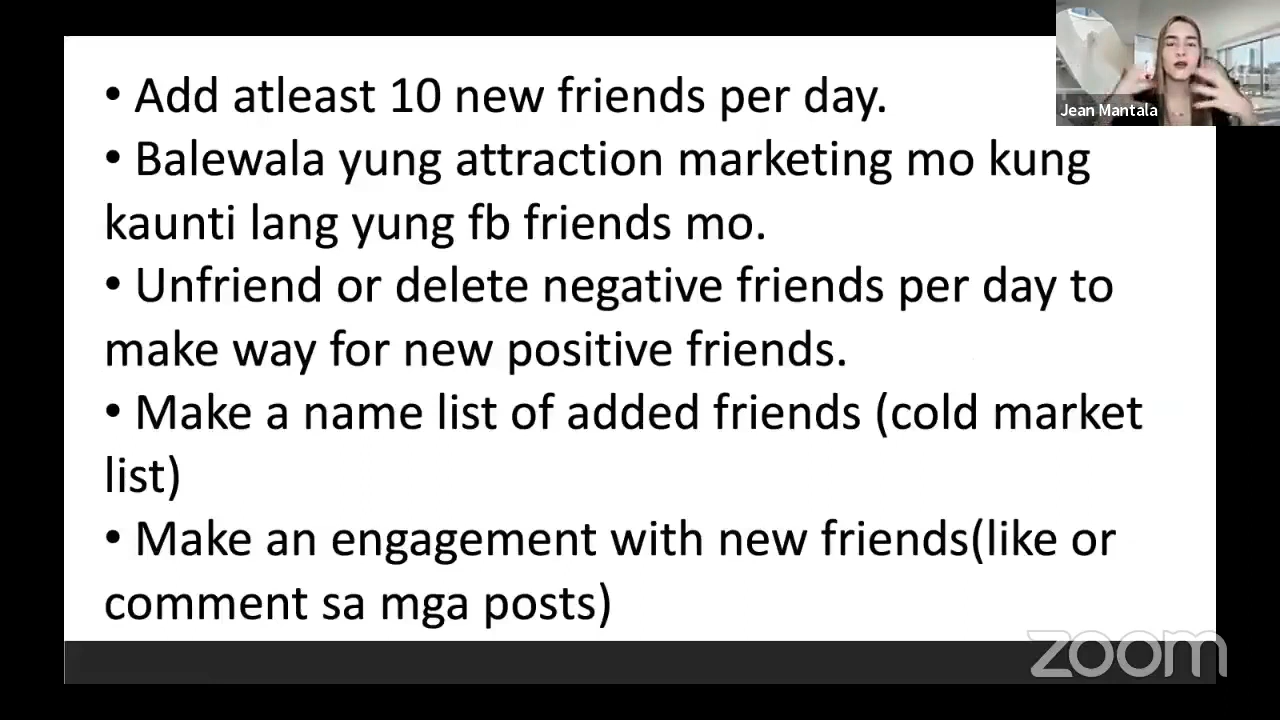 • Add atleast 10 new friends per day.
• Balewala yung attraction marketing mo kung
kaunti lang yung fb friends mo.
• Unfriend or delete negative friends per day to
make way for new positive friends.
• Make a name list of added friends (cold market
list)
• Make an engagement with new friends(like or
comment sa mga posts)
Jean Mantala
zoom